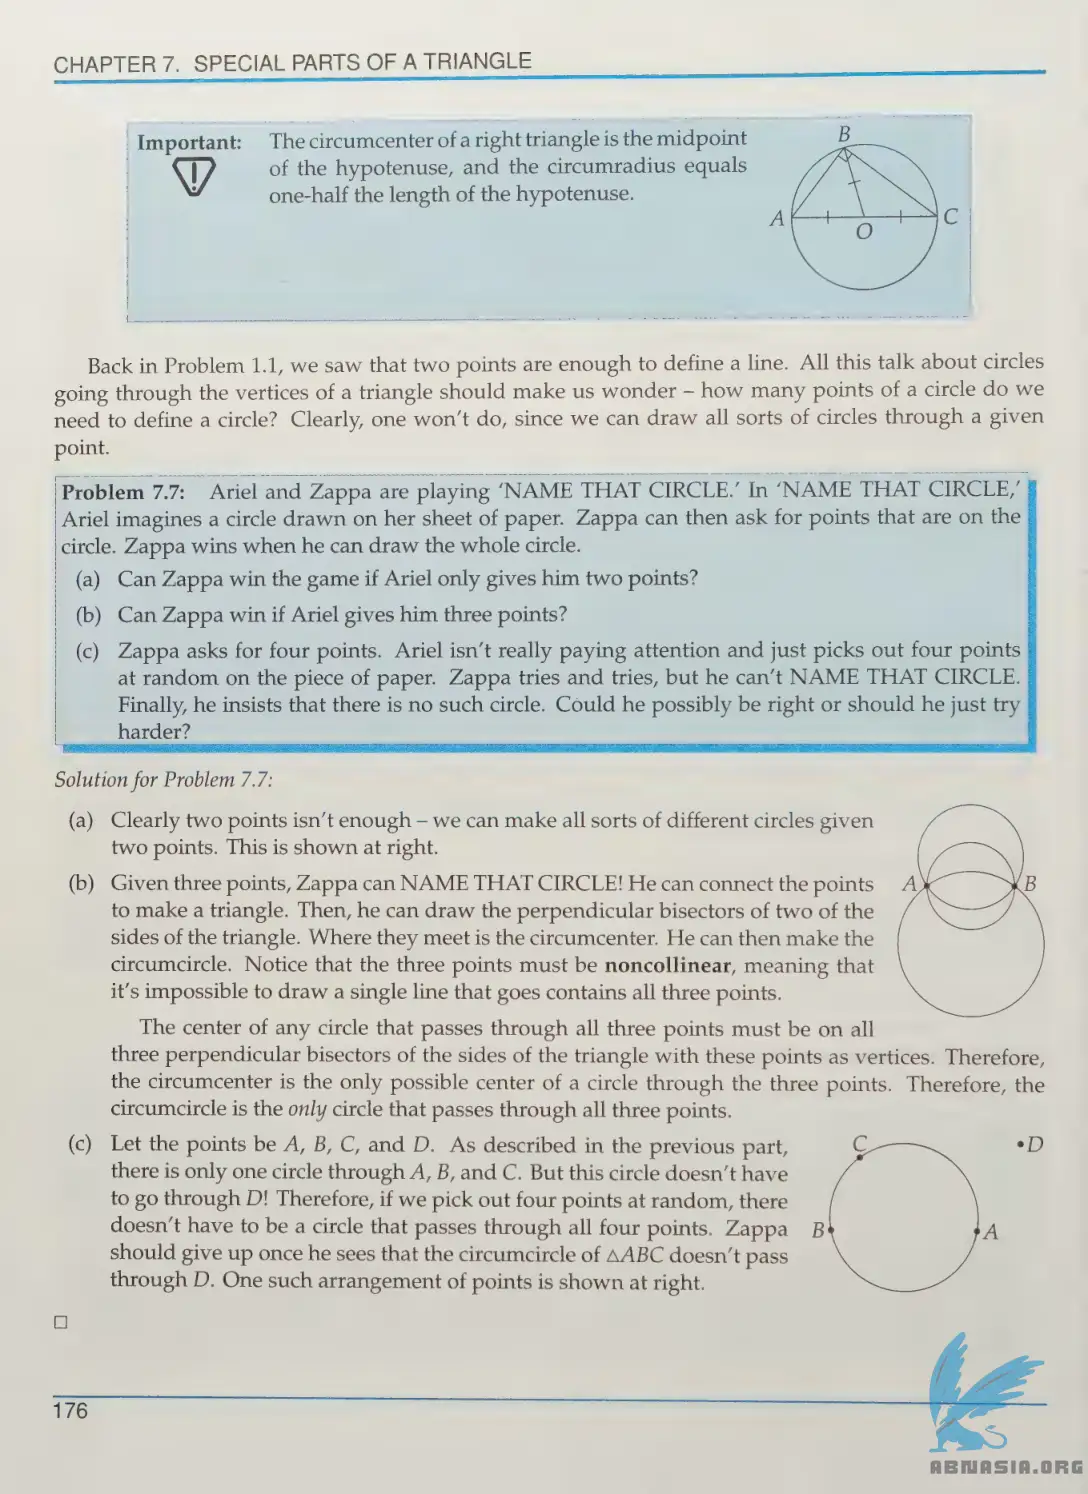 CHAPTER 7. SPECIAL PARTS OF A TRIANGLE
Important: The circumcenter of a right triangle is the midpoint
of the hypotenuse, and the circumradius equals
one-half the length of the hypotenuse.
B
A
C
O
Back in Problem 1.1, we saw that two points are enough to define a line. All this talk about circles
going through the vertices of a triangle should make us wonder – how many points of a circle do we
need to define a circle? Clearly, one won't do, since we can draw all sorts of circles through a given
point.
Problem 7.7: Ariel and Zappa are playing 'NAME THAT CIRCLE.' In 'NAME THAT CIRCLE,'
Ariel imagines a circle drawn on her sheet of paper. Zappa can then ask for points that are on the
circle. Zappa wins when he can draw the whole circle.
(a) Can Zappa win the game if Ariel only gives him two points?
(b) Can Zappa win if Ariel gives him three points?
(c) Zappa asks for four points. Ariel isn't really paying attention and just picks out four points
at random on the piece of paper. Zappa tries and tries, but he can't NAME THAT CIRCLE.
Finally, he insists that there is no such circle. Could he possibly be right or should he just try
harder?
Solution for Problem 7.7:
(a) Clearly two points isn't enough – we can make all sorts of different circles given
two points. This is shown at right.
(b) Given three points, Zappa can NAME THAT CIRCLE! He can connect the points
to make a triangle. Then, he can draw the perpendicular bisectors of two of the
sides of the triangle. Where they meet is the circumcenter. He can then make the
circumcircle. Notice that the three points must be noncollinear, meaning that
it's impossible to draw a single line that goes contains all three points.
A
B
The center of any circle that passes through all three points must be on all
three perpendicular bisectors of the sides of the triangle with these points as vertices. Therefore,
the circumcenter is the only possible center of a circle through the three points. Therefore, the
circumcircle is the only circle that passes through all three points.
(c) Let the points be A, B, C, and D. As described in the previous part,
there is only one circle through A, B, and C. But this circle doesn't have
to go through D! Therefore, if we pick out four points at random, there
doesn't have to be a circle that passes through all four points. Zappa
should give up once he sees that the circumcircle of △ABC doesn't pass
through D. One such arrangement of points is shown at right.
C
D
B
A
176
ABNASIA.ORG